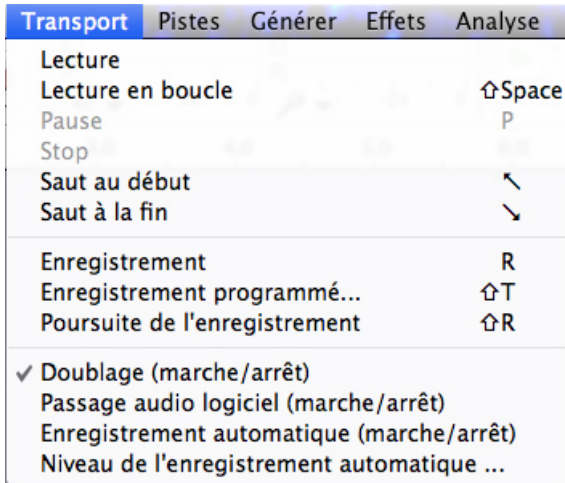 Transport Pistes Générer Effets Analyse
Lecture
Lecture en boucle ⇧Space
Pause P
Stop
Saut au début ↖
Saut à la fin ↘
Enregistrement R
Enregistrement programmé... ⇧T
Poursuite de l'enregistrement ⇧R
✓ Doublage (marche/arrêt)
Passage audio logiciel (marche/arrêt)
Enregistrement automatique (marche/arrêt)
Niveau de l'enregistrement automatique ...